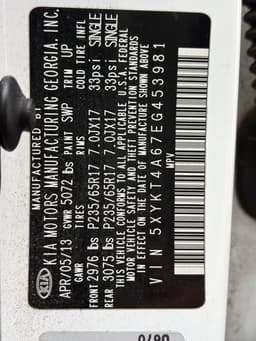 MANUFACTURED BY
KIA MOTORS MANUFACTURING GEORGIA, INC.
APR/05/13 GVWR 5072 lbs PAINT SWP TRIM UP
GAWR TIRES RIMS COLD TIRE INFL
FRONT 2976 lbs P235/65R17 7.0JX17 33psi SINGLE
REAR 3075 lbs P235/65R17 7.0JX17 33psi SINGLE
THIS VEHICLE CONFORMS TO ALL APPLICABLE U.S.A FEDERAL
MOTOR VEHICLE SAFETY AND THEFT PREVENTION STANDARDS IN
EFFECT ON THE DATE OF MANUFACTURE SHOWN ABOVE
VIN 5XYKT4A67EG453981
MPV
KIA